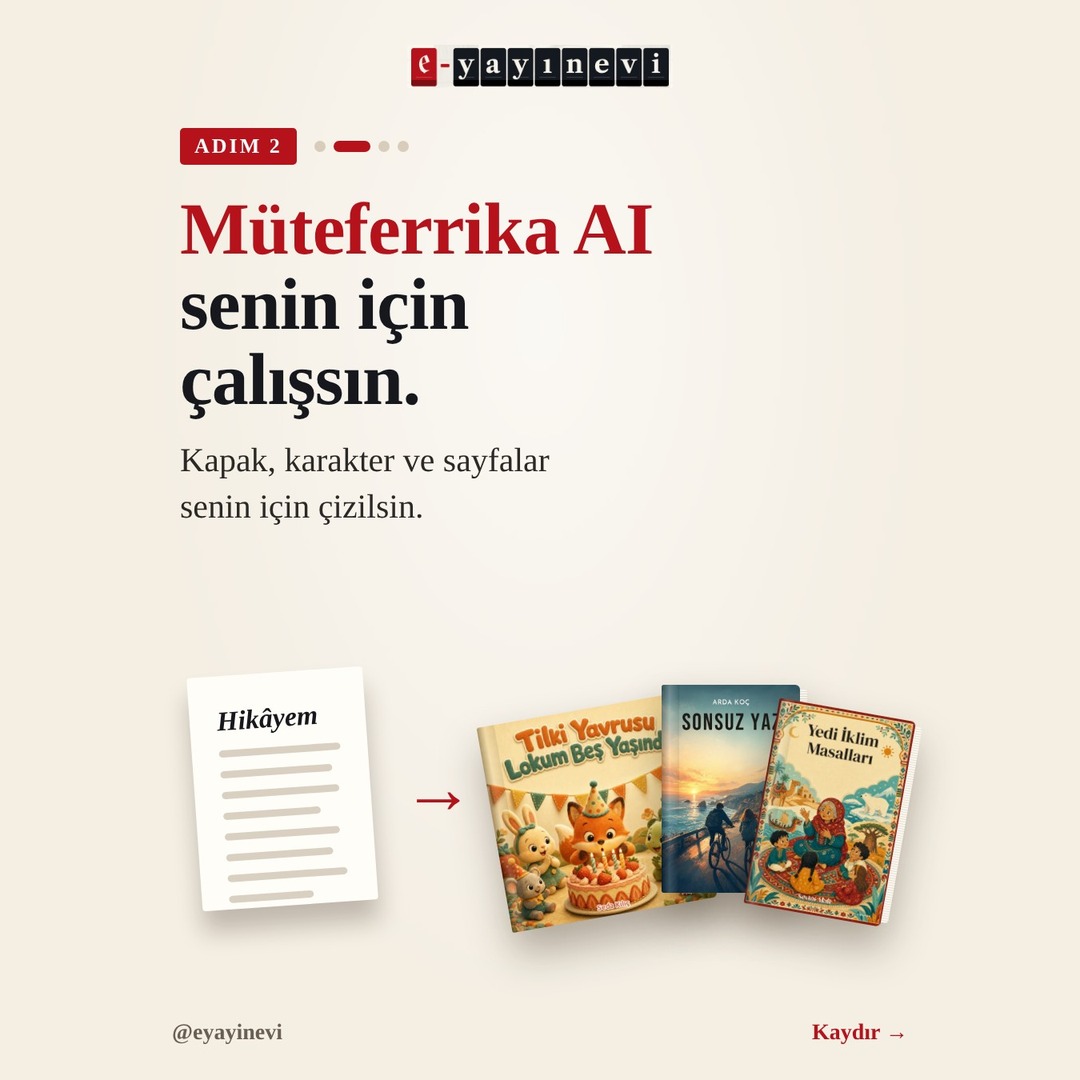 e-yayınevi
ADIM 2
Müteferrika AI
senin için
çalışsın.
Kapak, karakter ve sayfalar
senin için çizilsin.
Hikâyem
→
Tilki Yavrusu
Lokum Beş Yaşınd
ARDA KOÇ
SONSUZ YAZ
Yedi İklim
Masalları
@eyayinevi
Kaydır →